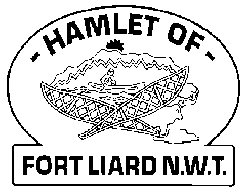 - HAMLET OF -
FORT LIARD N.W.T.